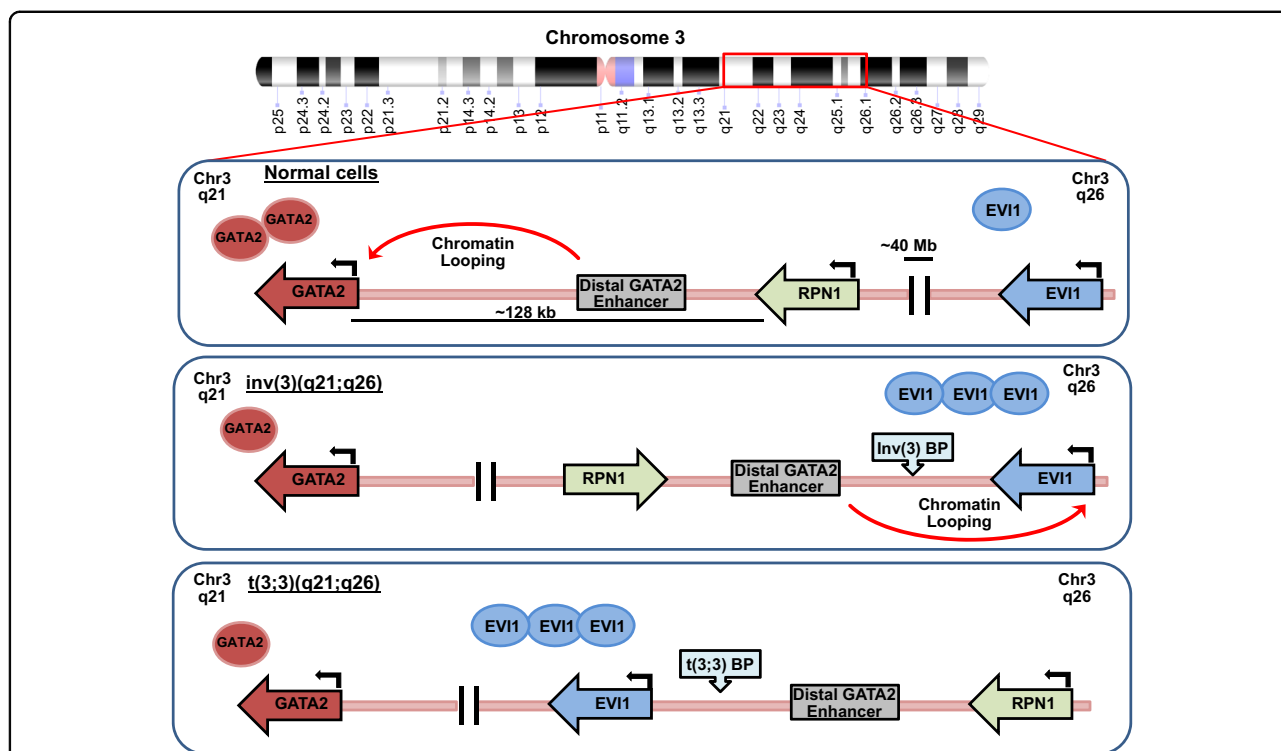 Chromosome 3
p25
p24.3
p24.2
p23
p22
p21.3
p21.2
p14.3
p14.2
p13
p12
p11
q11.2
q13.1
q13.2
q13.3
q21
q22
q23
q24
q25.1
q26.1
q26.2
q26.3
q27
q28
q29
Chr3
q21
Normal cells
Chr3
q26
GATA2
GATA2
EVI1
Chromatin
Looping
~40 Mb
GATA2
Distal GATA2
Enhancer
RPN1
EVI1
~128 kb
Chr3
q21
inv(3)(q21;q26)
Chr3
q26
EVI1
EVI1
EVI1
GATA2
Inv(3) BP
GATA2
RPN1
Distal GATA2
Enhancer
EVI1
Chromatin
Looping
Chr3
q21
t(3;3)(q21;q26)
Chr3
q26
EVI1
EVI1
EVI1
GATA2
t(3;3) BP
GATA2
EVI1
Distal GATA2
Enhancer
RPN1